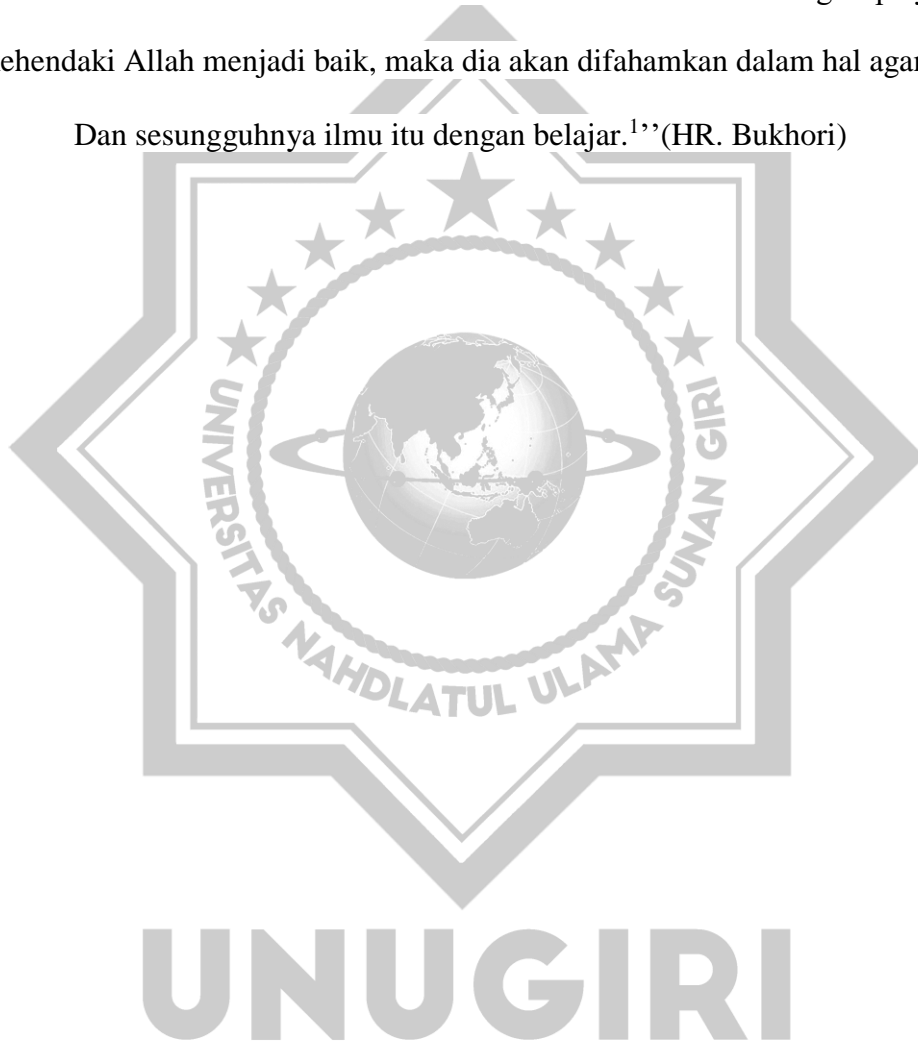 ehendaki Allah menjadi baik, maka dia akan difahamkan dalam hal agar
Dan sesungguhnya ilmu itu dengan belajar.¹’’(HR. Bukhori)
UNIVERSITAS NAHDLATUL ULAMA SUNAN GIRI
UNUGIRI